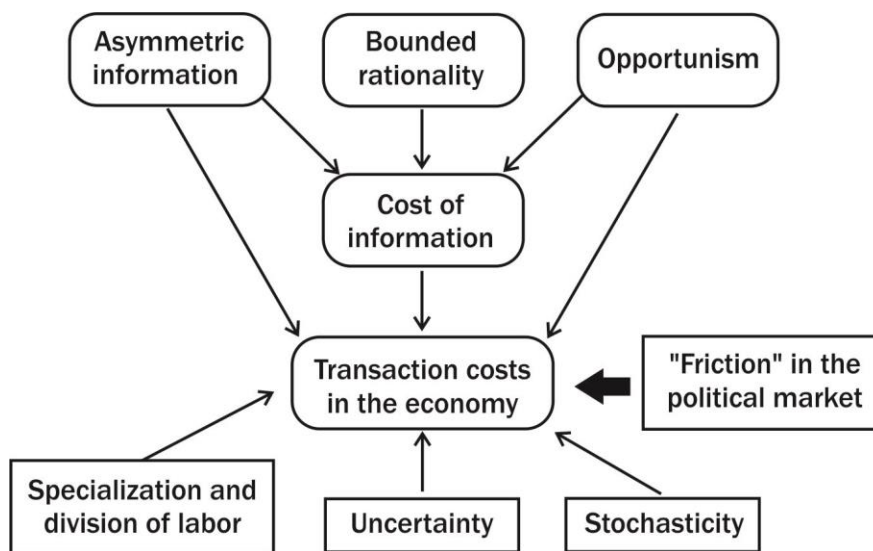 Asymmetric
information
Bounded
rationality
Opportunism
Cost of
information
Transaction costs
in the economy
"Friction" in the
political market
Specialization and
division of labor
Uncertainty
Stochasticity